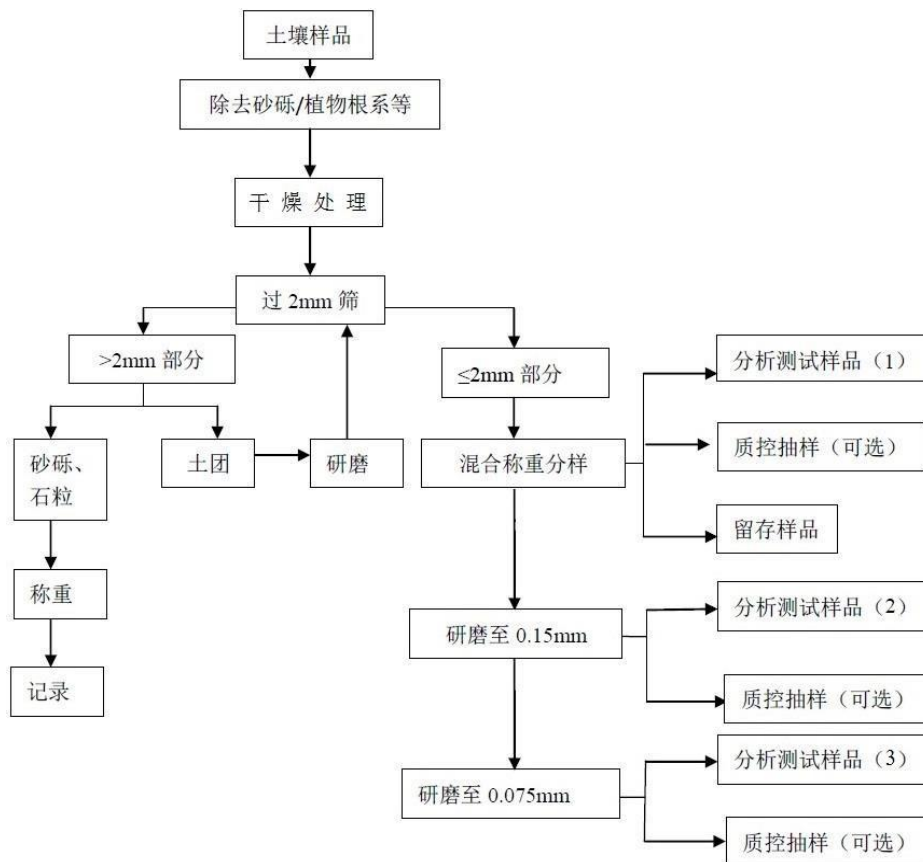 土壤样品
除去砂砾/植物根系等
干 燥 处 理
过 2mm 筛
>2mm 部分
≤2mm 部分
分析测试样品（1）
质控抽样（可选）
留存样品
砂砾、
石粒
土团
研磨
混合称重分样
称重
记录
研磨至 0.15mm
分析测试样品（2）
质控抽样（可选）
研磨至 0.075mm
分析测试样品（3）
质控抽样（可选）